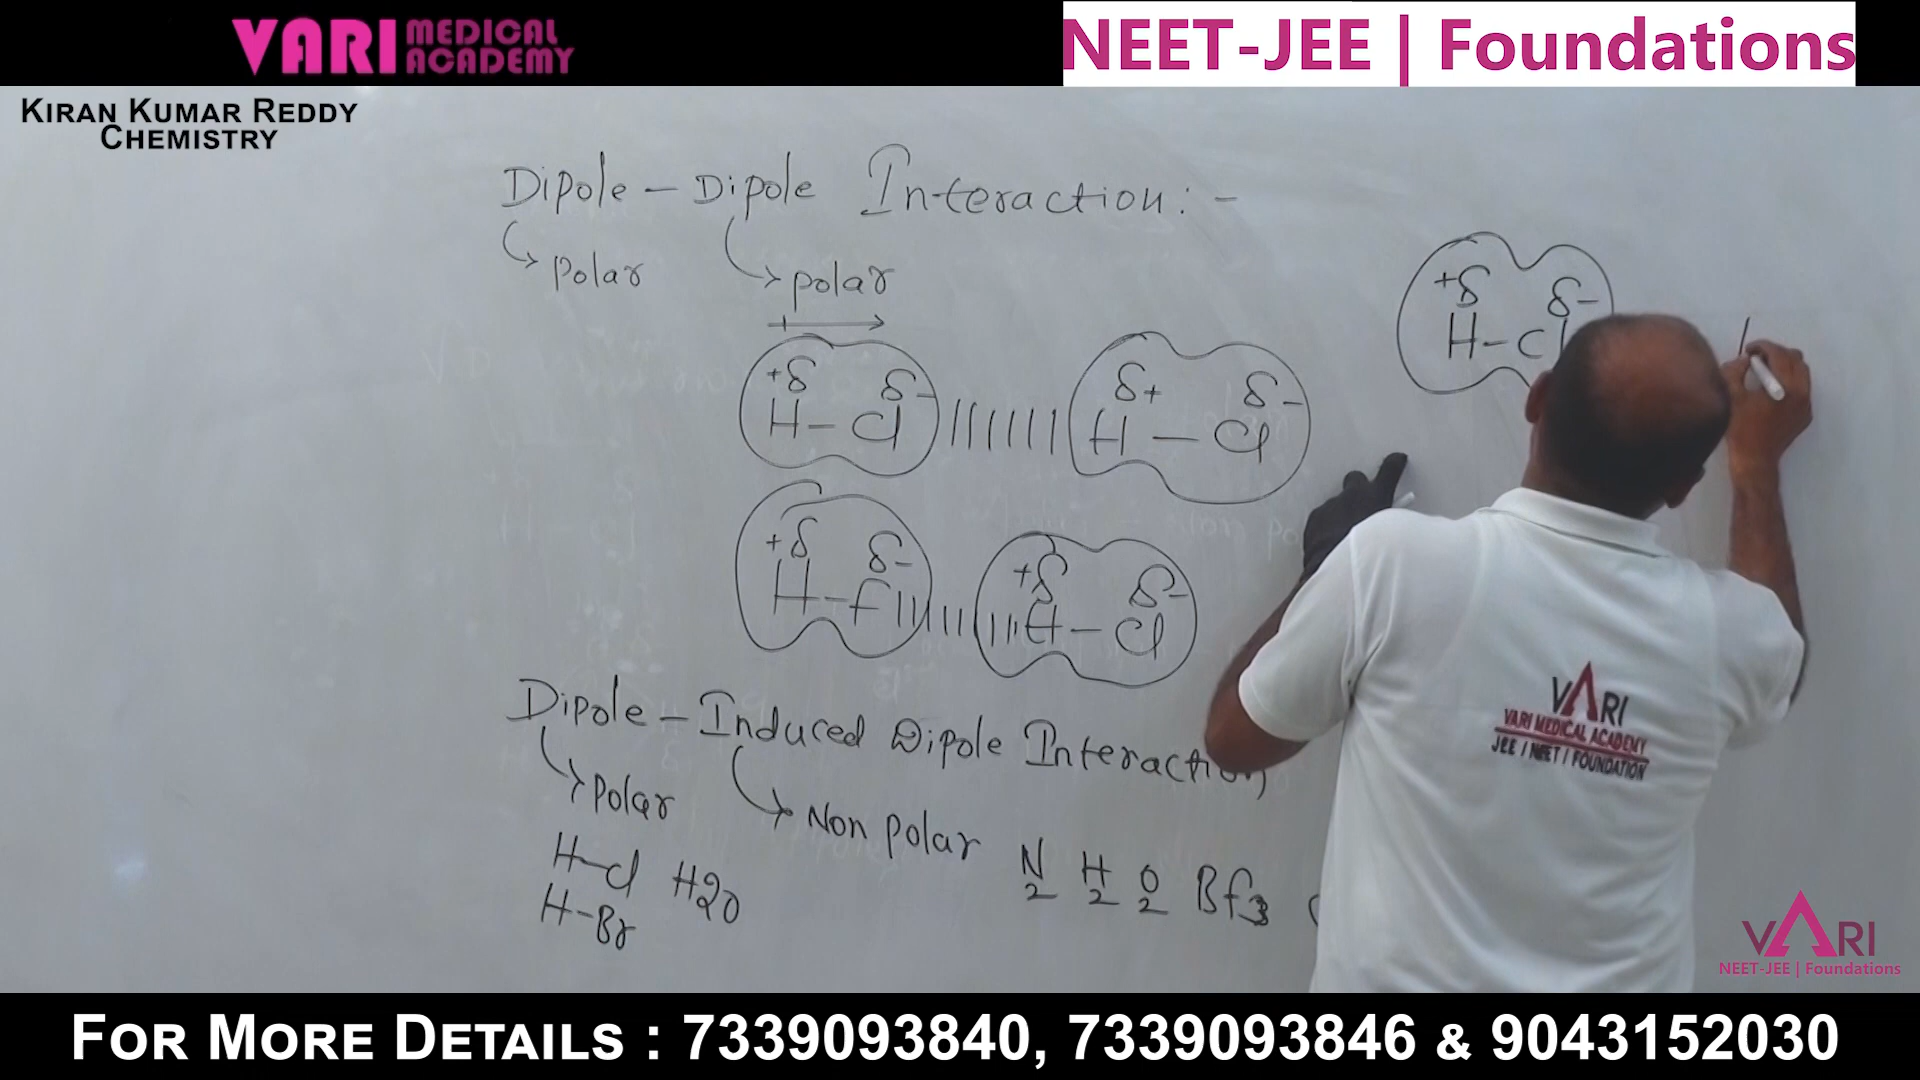 VARI MEDICAL ACADEMY
NEET-JEE | Foundations
KIRAN KUMAR REDDY
CHEMISTRY
Dipole - Dipole Interaction:-
polar polar
+δ δ-
H-Cl
+δ δ- δ+ δ-
H-Cl H-Cl
+δ δ- +δ δ-
H-F H-Cl
Dipole - Induced Dipole Interaction
Polar Non polar
H-Cl H2O N2 H2 O2 Bf3
H-Br
VARI
VARI MEDICAL ACADEMY
JEE / NEET / FOUNDATION
VARI
NEET-JEE | Foundations
FOR MORE DETAILS : 7339093840, 7339093846 & 9043152030